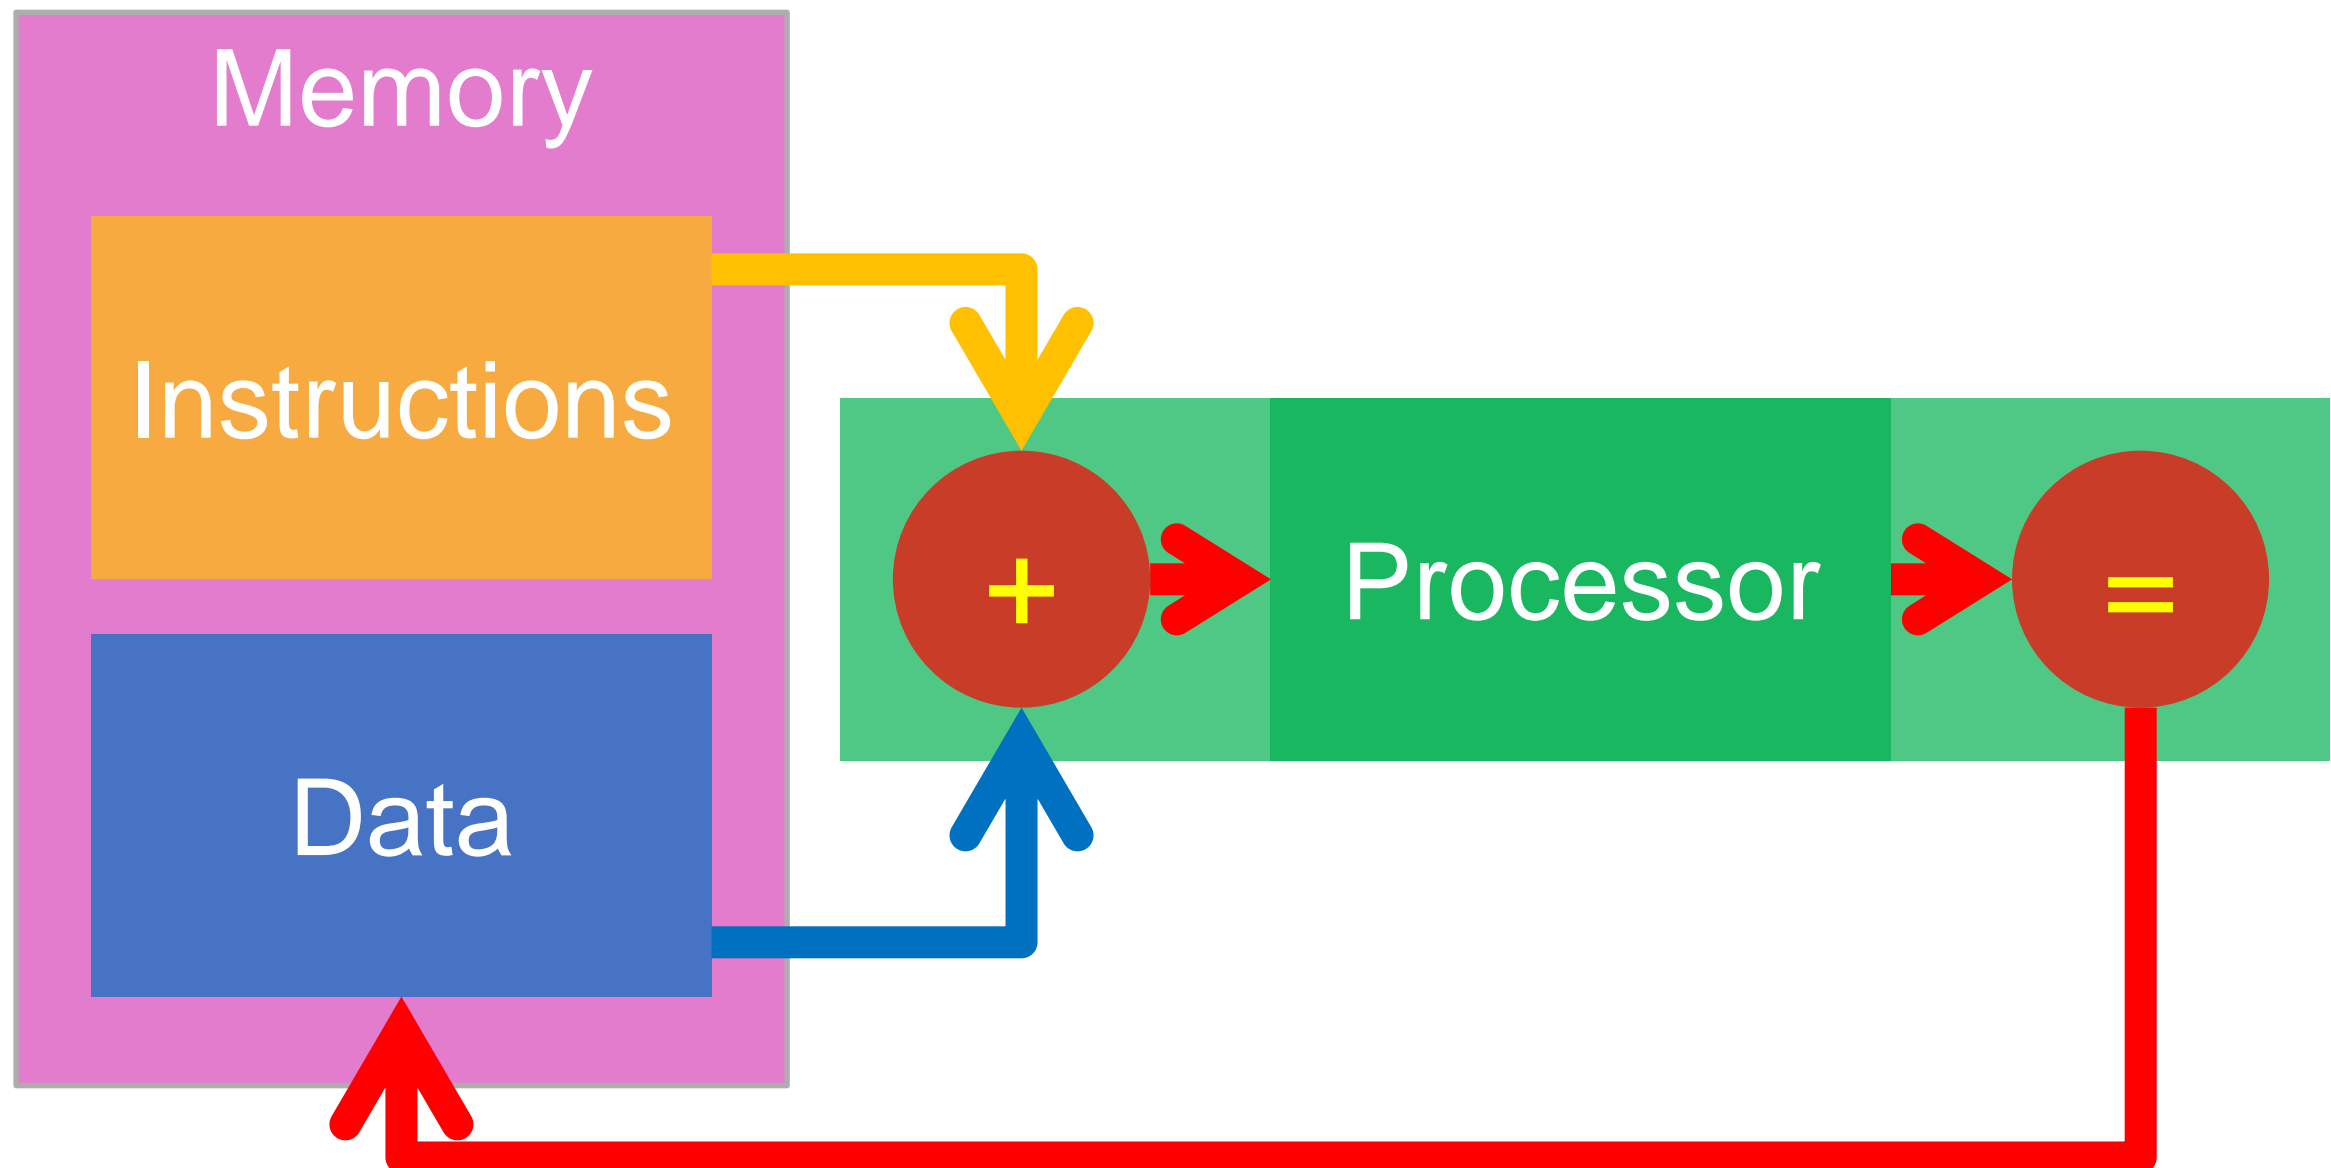 Memory
Instructions
+
Processor
=
Data